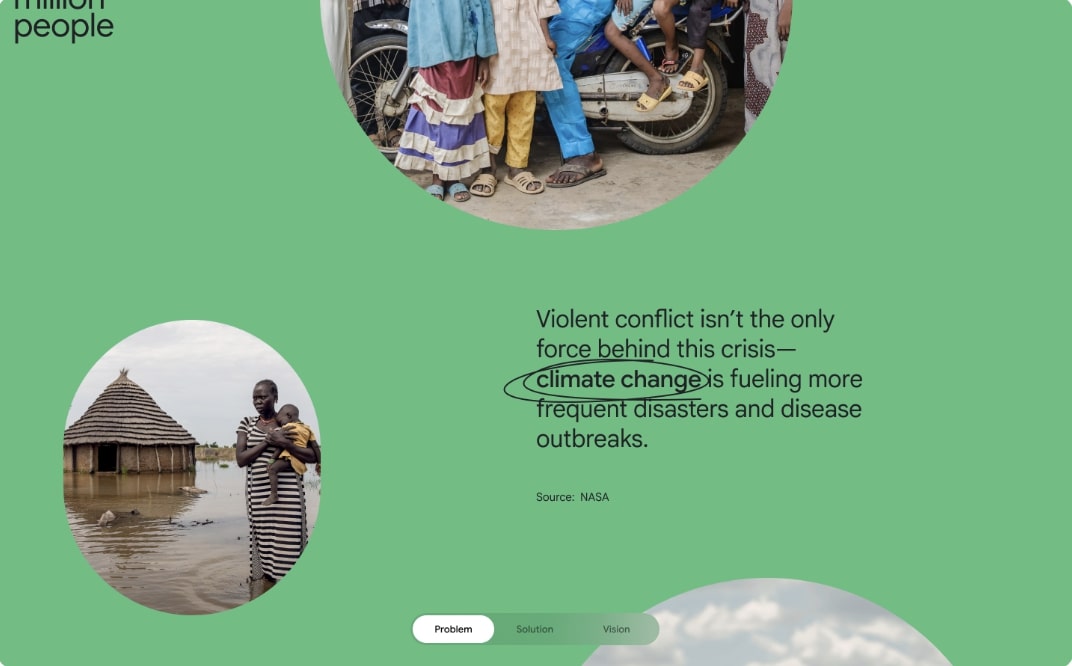 million
people
Violent conflict isn’t the only
force behind this crisis—
climate change is fueling more
frequent disasters and disease
outbreaks.
Source: NASA
Problem
Solution
Vision